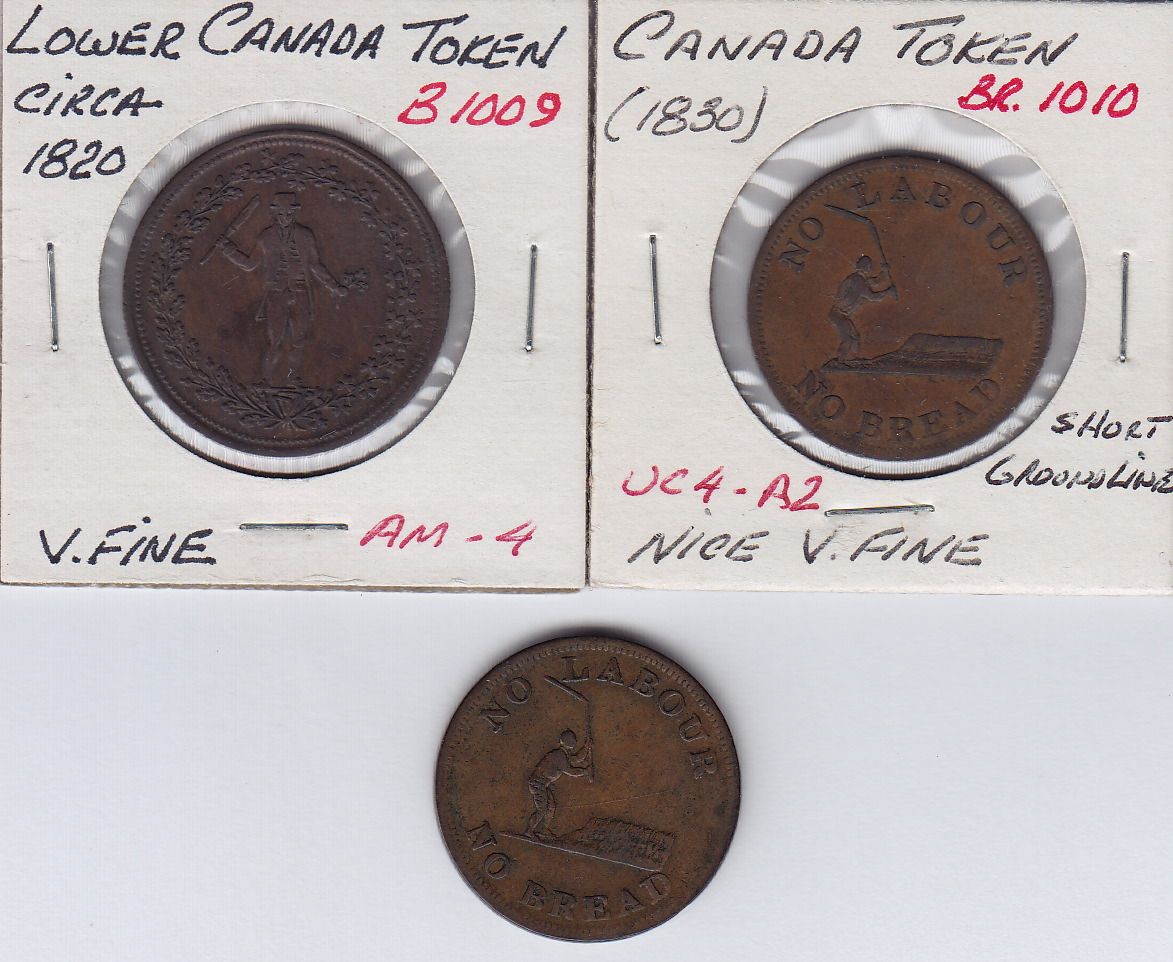 LOWER CANADA TOKEN
CIRCA
B1009
1820
V. FINE
AM - 4
CANADA TOKEN
(1830)
BR. 1010
NO LABOUR
NO BREAD
SHORT
GROUNDLINE
UC4 - A2
NICE V. FINE
NO LABOUR
NO BREAD